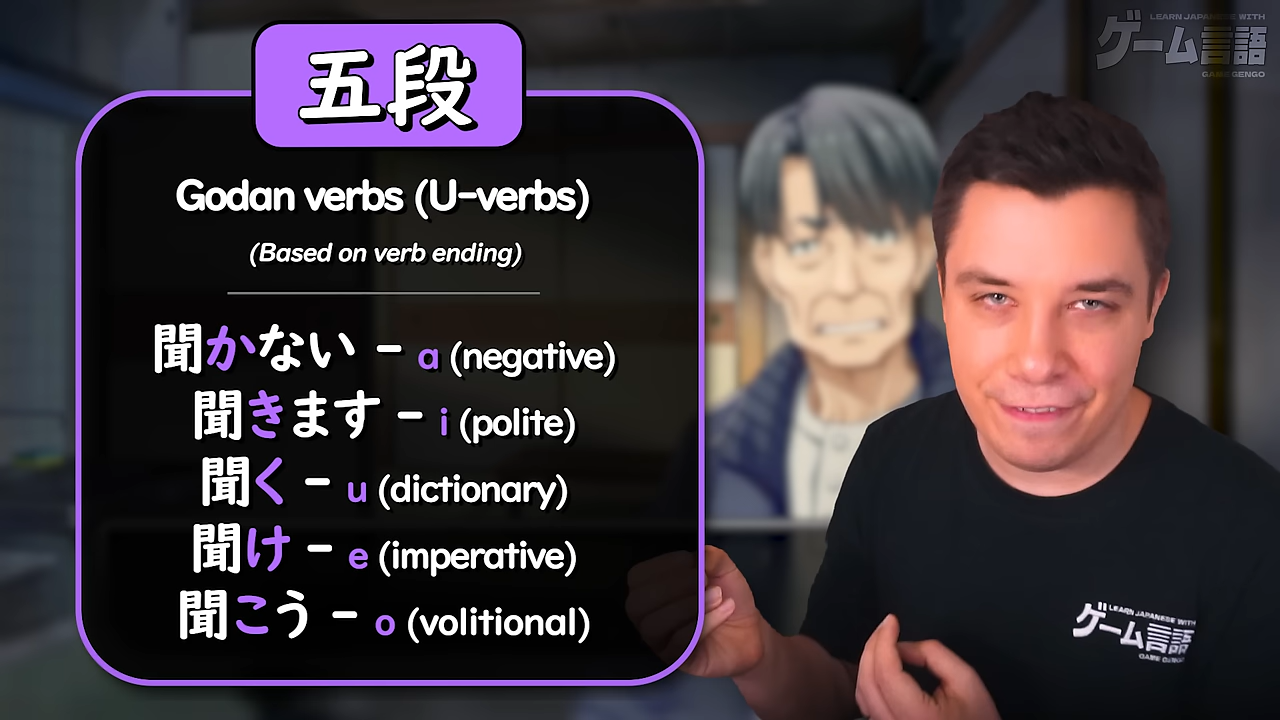 五段
Godan verbs (U-verbs)
(Based on verb ending)
聞かない - a (negative)
聞きます - i (polite)
聞く - u (dictionary)
聞け - e (imperative)
聞こう - o (volitional)
LEARN JAPANESE WITH
ゲーム言語
GAME GENGO
LEARN JAPANESE WITH
ゲーム言語
GAME GENGO